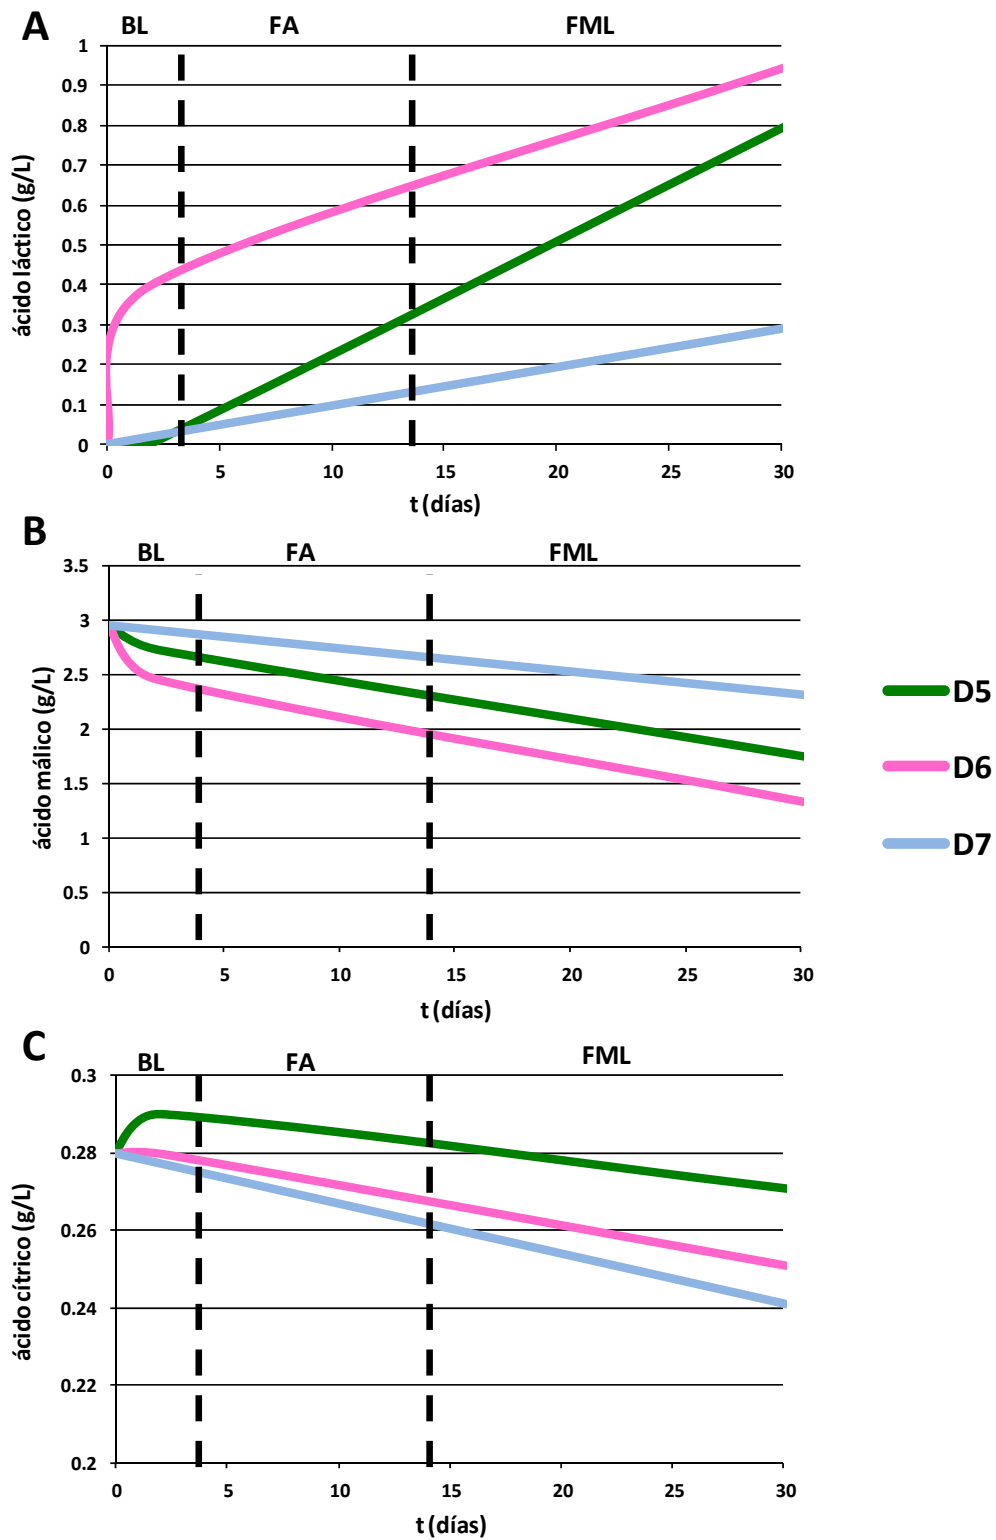 A
BL FA FML
1
0.9
0.8
0.7
0.6
0.5
0.4
0.3
0.2
0.1
0
0 5 10 15 20 25 30
ácido láctico (g/L)
t (días)
B
BL FA FML
3.5
3
2.5
2
1.5
1
0.5
0
0 5 10 15 20 25 30
ácido málico (g/L)
t (días)
D5
D6
D7
C
BL FA FML
0.3
0.28
0.26
0.24
0.22
0.2
0 5 10 15 20 25 30
ácido cítrico (g/L)
t (días)